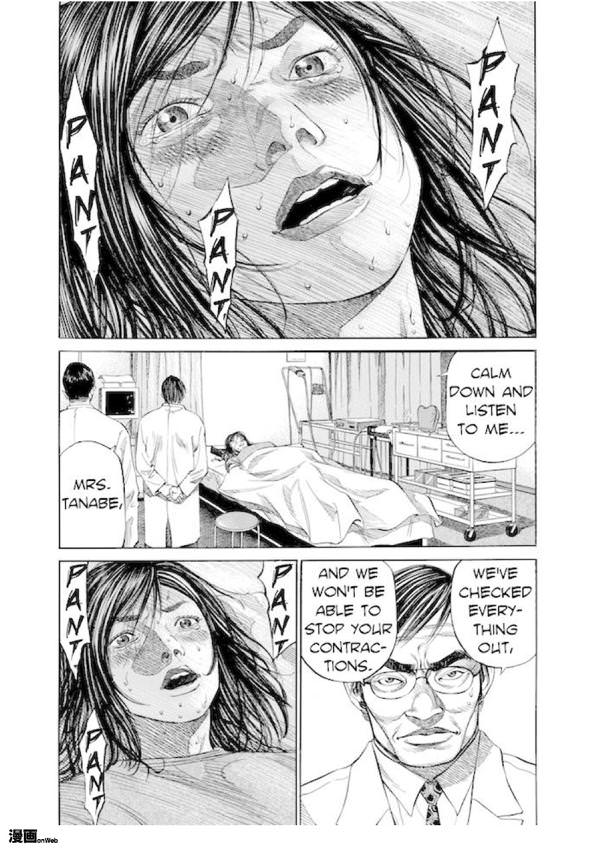 PANT
PANT
PANT
CALM
DOWN AND
LISTEN
TO ME...
MRS.
TANABE,
WE'VE
CHECKED
EVERY-
THING
OUT,
AND WE
WON'T BE
ABLE TO
STOP YOUR
CONTRAC-
TIONS.
PANT
PANT
PANT
漫画onWeb